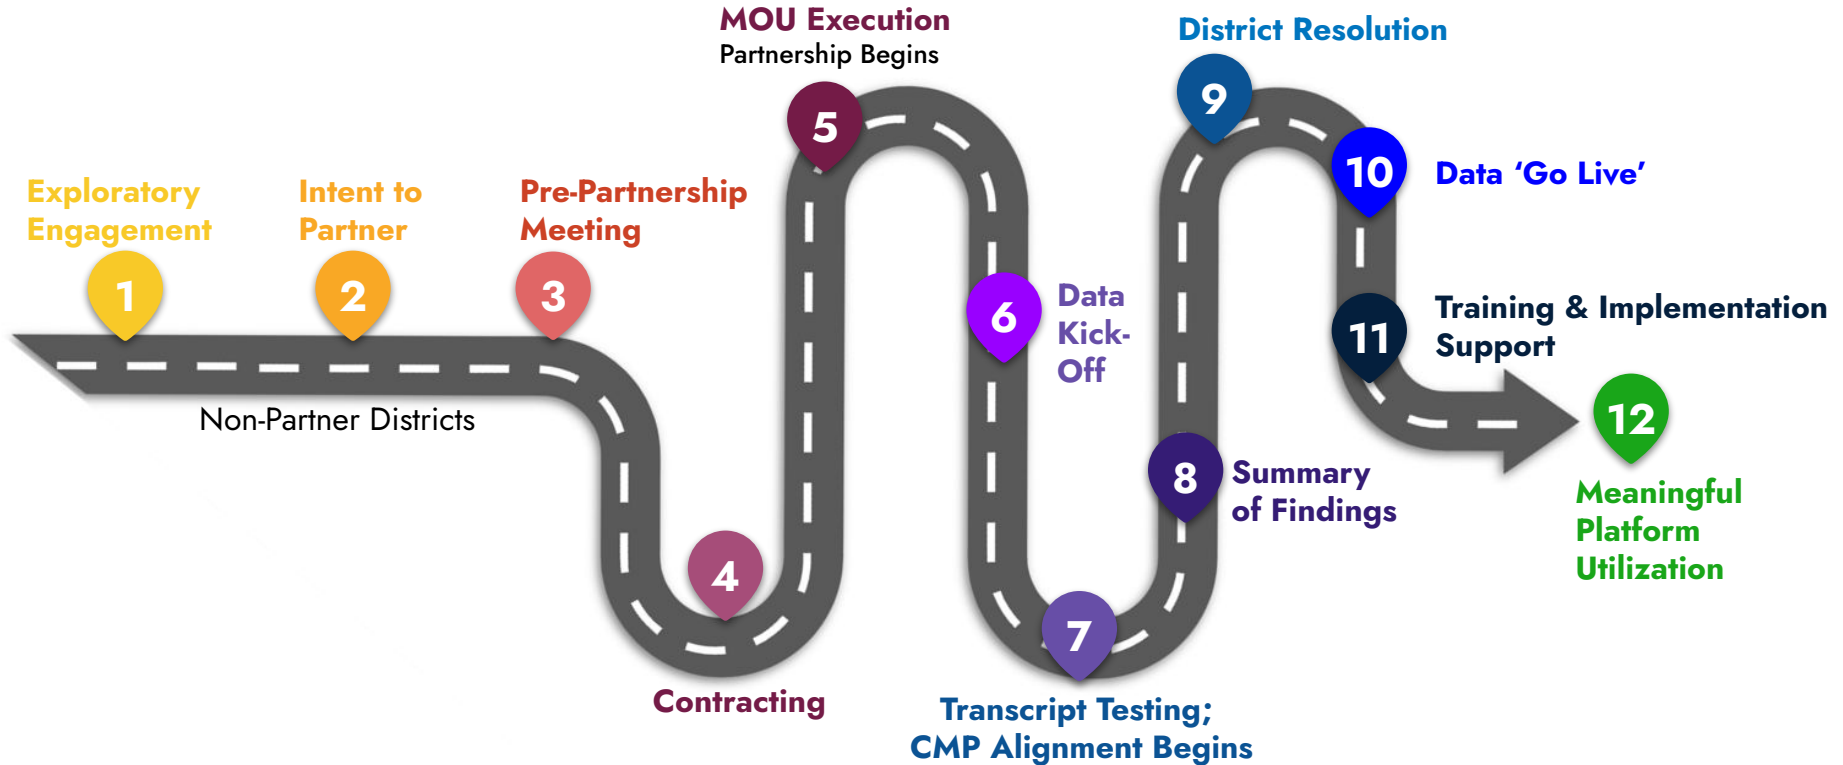 Exploratory
Engagement
1
Intent to
Partner
2
Pre-Partnership
Meeting
3
Non-Partner Districts
4
Contracting
MOU Execution
Partnership Begins
5
6
Data
Kick-
Off
7
Transcript Testing;
CMP Alignment Begins
8
Summary
of Findings
District Resolution
9
10
Data ‘Go Live’
11
Training & Implementation
Support
12
Meaningful
Platform
Utilization